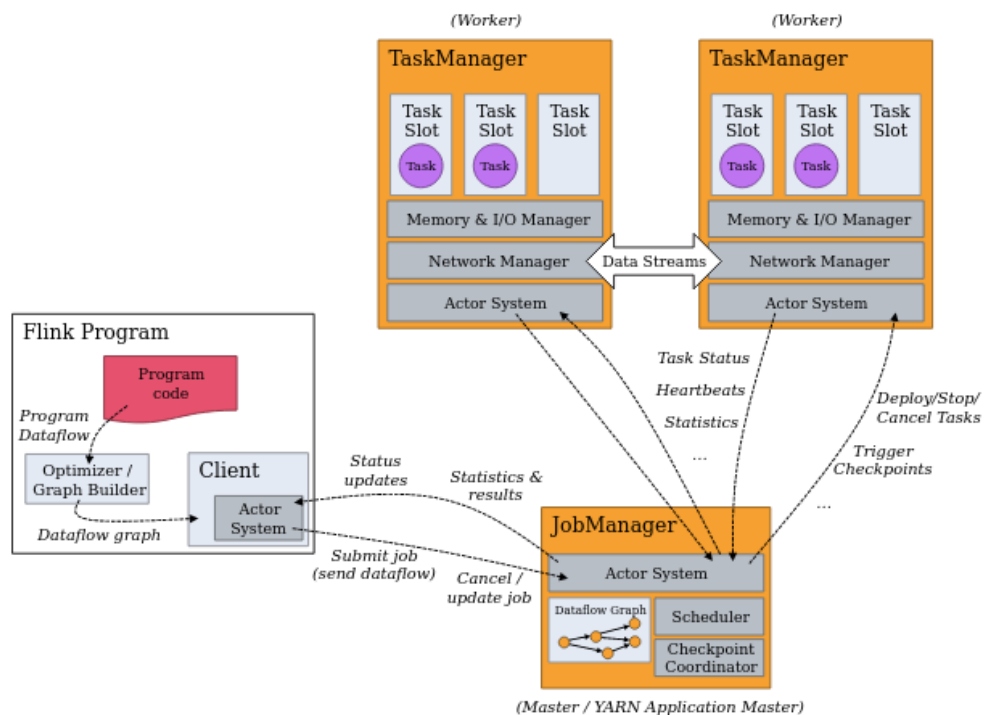 (Worker)
(Worker)
TaskManager
TaskManager
Task
Slot
Task
Slot
Task
Slot
Task
Slot
Task
Slot
Task
Slot
Task
Task
Task
Task
Memory & I/O Manager
Memory & I/O Manager
Network Manager
Data Streams
Network Manager
Actor System
Actor System
Flink Program
Program
code
Program
Dataflow
Optimizer /
Graph Builder
Dataflow graph
Client
Actor
System
Status
updates
Statistics &
results
Submit job
(send dataflow)
Cancel /
update job
Task Status
Heartbeats
Statistics
...
Deploy/Stop/
Cancel Tasks
Trigger
Checkpoints
...
JobManager
Actor System
Dataflow Graph
Scheduler
Checkpoint
Coordinator
(Master / YARN Application Master)